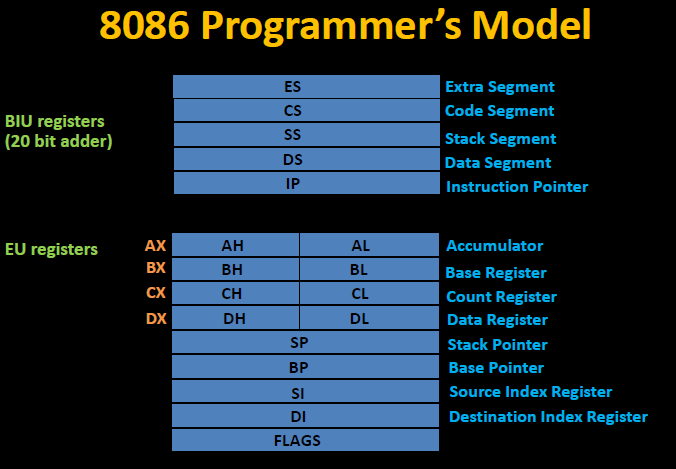 8086 Programmer's Model
ES Extra Segment
BIU registers CS Code Segment
(20 bit adder) SS Stack Segment
DS Data Segment
IP Instruction Pointer
EU registers AX AH AL Accumulator
BX BH BL Base Register
CX CH CL Count Register
DX DH DL Data Register
SP Stack Pointer
BP Base Pointer
SI Source Index Register
DI Destination Index Register
FLAGS